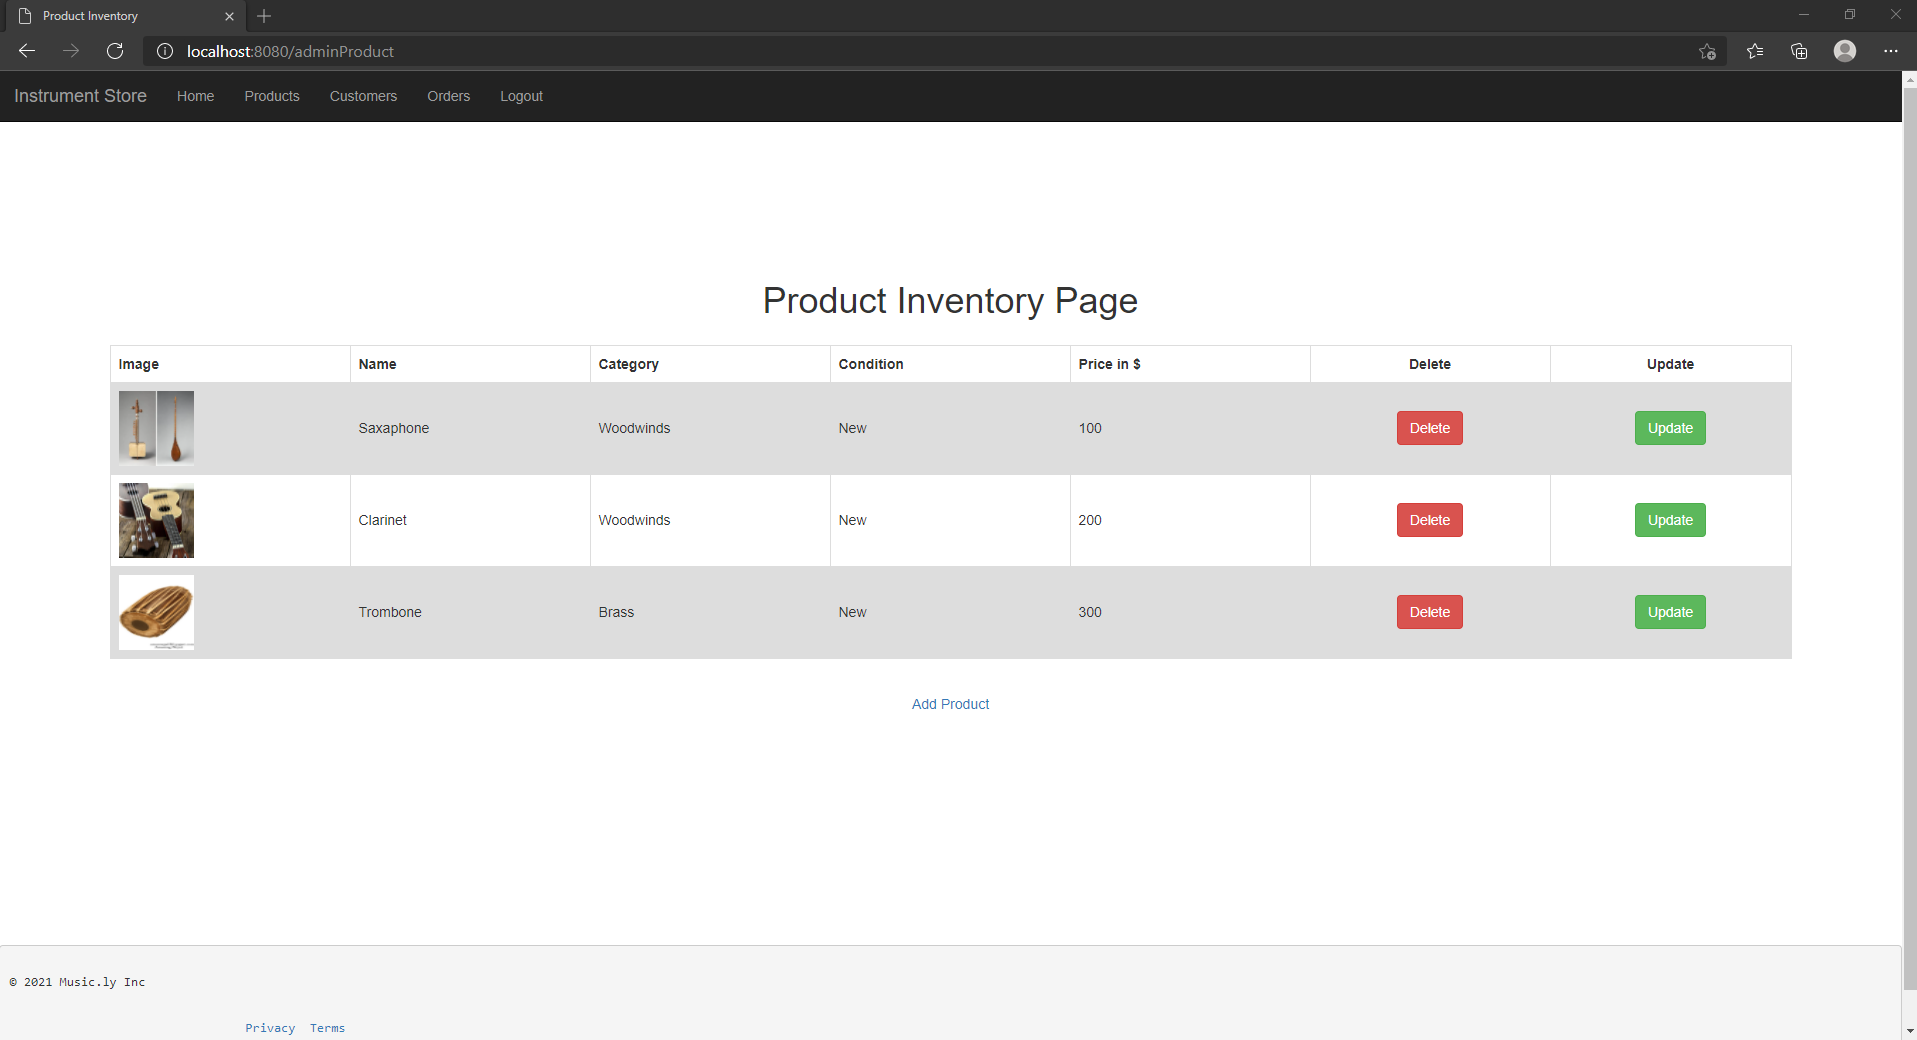 Product Inventory
localhost:8080/adminProduct
Instrument Store Home Products Customers Orders Logout
Product Inventory Page
Image Name Category Condition Price in $ Delete Update
Saxaphone Woodwinds New 100 Delete Update
Clarinet Woodwinds New 200 Delete Update
Trombone Brass New 300 Delete Update
Add Product
© 2021 Music.ly Inc
Privacy Terms